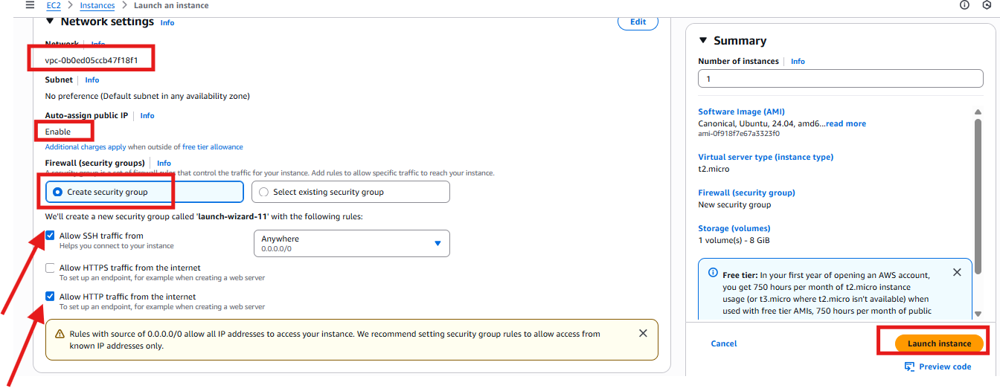 EC2 > Instances > Launch an instance
Network settings Info
Edit
Network Info
vpc-0b0ed05ccb47f18f1
Subnet Info
No preference (Default subnet in any availability zone)
Auto-assign public IP Info
Enable
Additional charges apply when outside of free tier allowance
Firewall (security groups) Info
A security group is a set of firewall rules that control the traffic for your instance. Add rules to allow specific traffic to reach your instance.
Create security group
Select existing security group
We'll create a new security group called 'launch-wizard-11' with the following rules:
Allow SSH traffic from
Helps you connect to your instance
Anywhere
0.0.0.0/0
Allow HTTPS traffic from the internet
To set up an endpoint, for example when creating a web server
Allow HTTP traffic from the internet
To set up an endpoint, for example when creating a web server
Rules with source of 0.0.0.0/0 allow all IP addresses to access your instance. We recommend setting security group rules to allow access from
known IP addresses only.
Summary
Number of instances Info
1
Software Image (AMI)
Canonical, Ubuntu, 24.04, amd6...read more
ami-0f918f7e67a3323f0
Virtual server type (instance type)
t2.micro
Firewall (security group)
New security group
Storage (volumes)
1 volume(s) - 8 GiB
Free tier: In your first year of opening an AWS account,
you get 750 hours per month of t2.micro instance
usage (or t3.micro where t2.micro isn't available) when
used with free tier AMIs, 750 hours per month of public
Cancel
Launch instance
Preview code